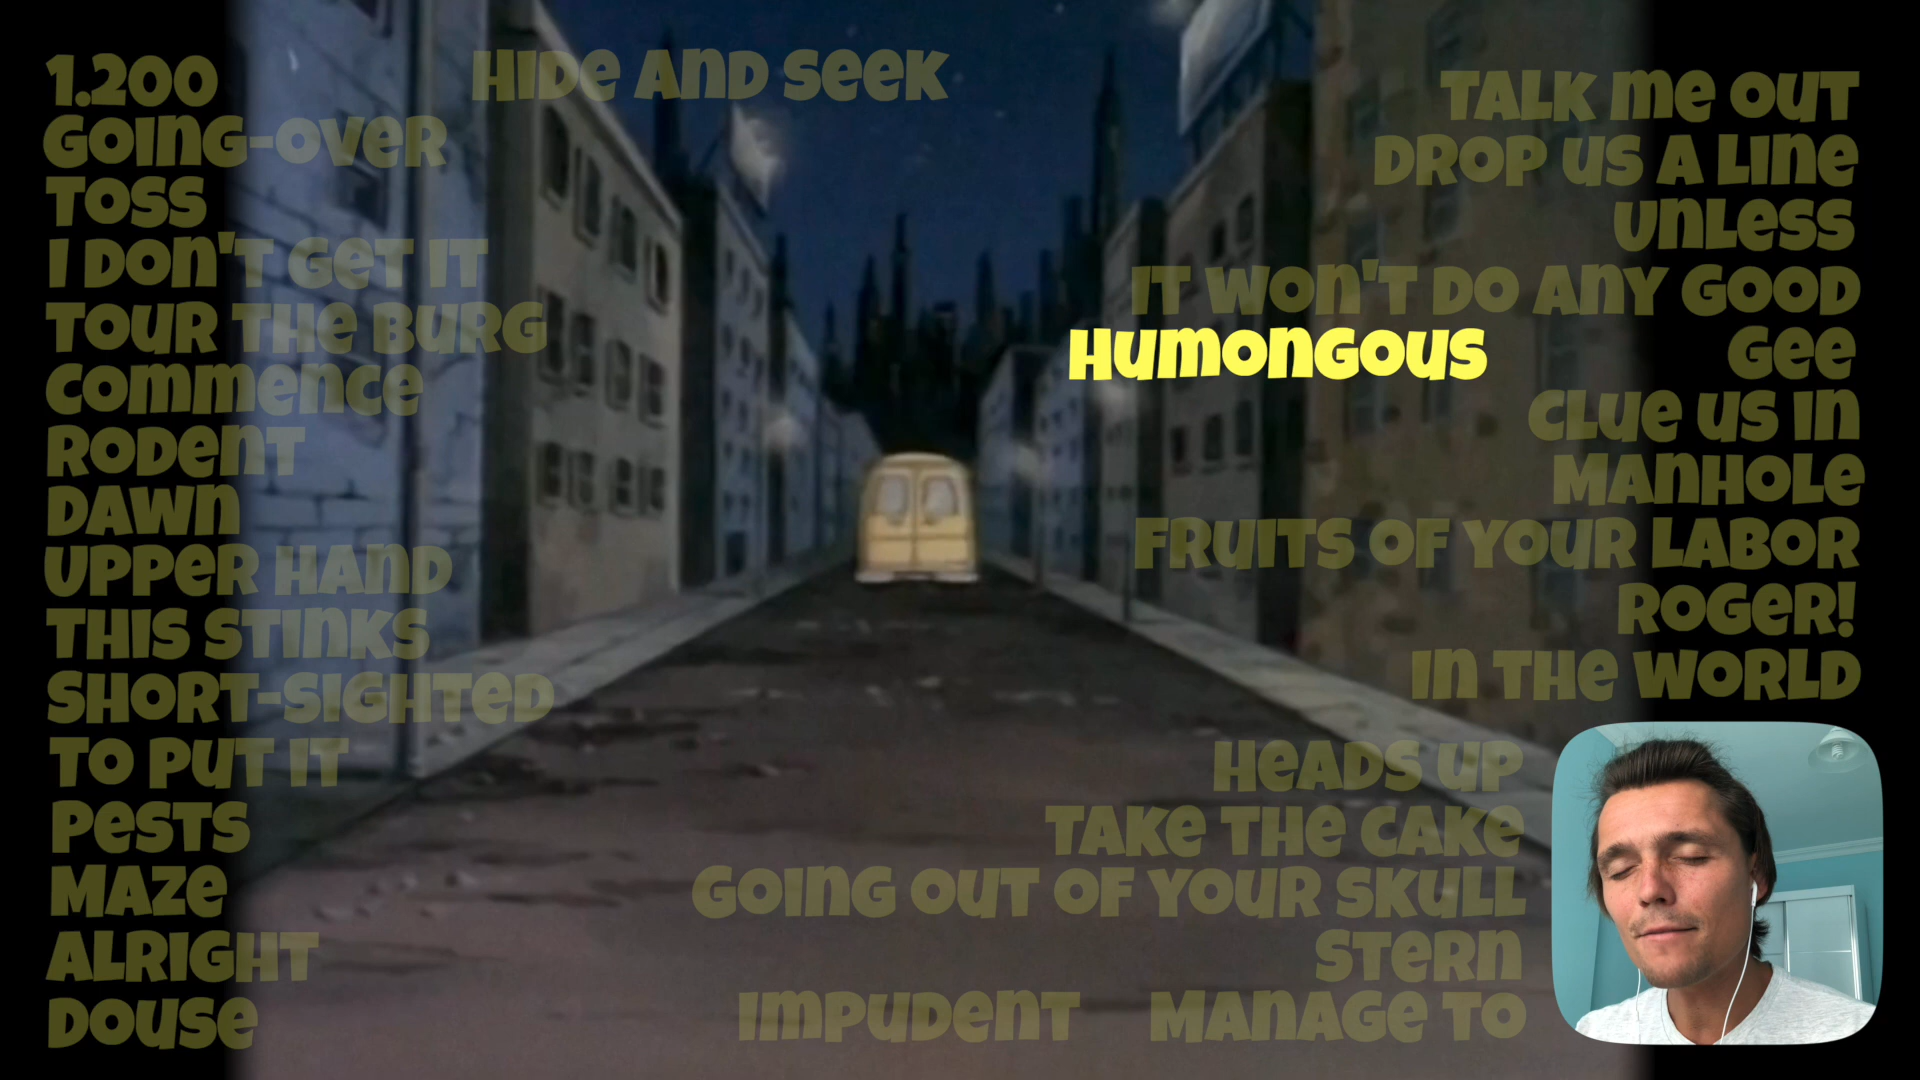 1.200
GOING-OVER
TOSS
I DON'T GET IT
TOUR THE BURG
COMMENCE
RODENT
DAWN
UPPER HAND
THIS STINKS
SHORT-SIGHTED
TO PUT IT
PESTS
MAZE
ALRIGHT
DOUSE
HIDE AND SEEK
TALK ME OUT
DROP US A LINE
UNLESS
IT WON'T DO ANY GOOD
HUMONGOUS
GEE
CLUE US IN
MANHOLE
FRUITS OF YOUR LABOR
ROGER!
IN THE WORLD
HEADS UP
TAKE THE CAKE
GOING OUT OF YOUR SKULL
STERN
IMPUDENT
MANAGE TO